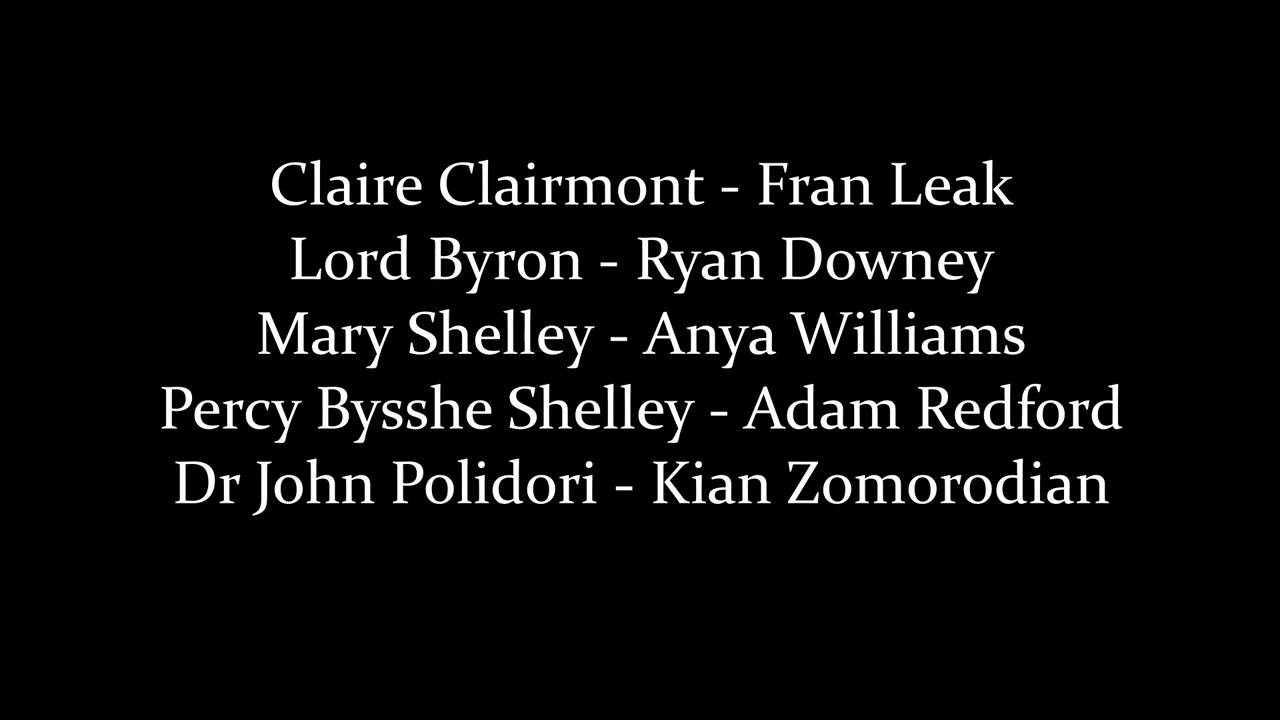 Claire Clairmont - Fran Leak
Lord Byron - Ryan Downey
Mary Shelley - Anya Williams
Percy Bysshe Shelley - Adam Redford
Dr John Polidori - Kian Zomorodian